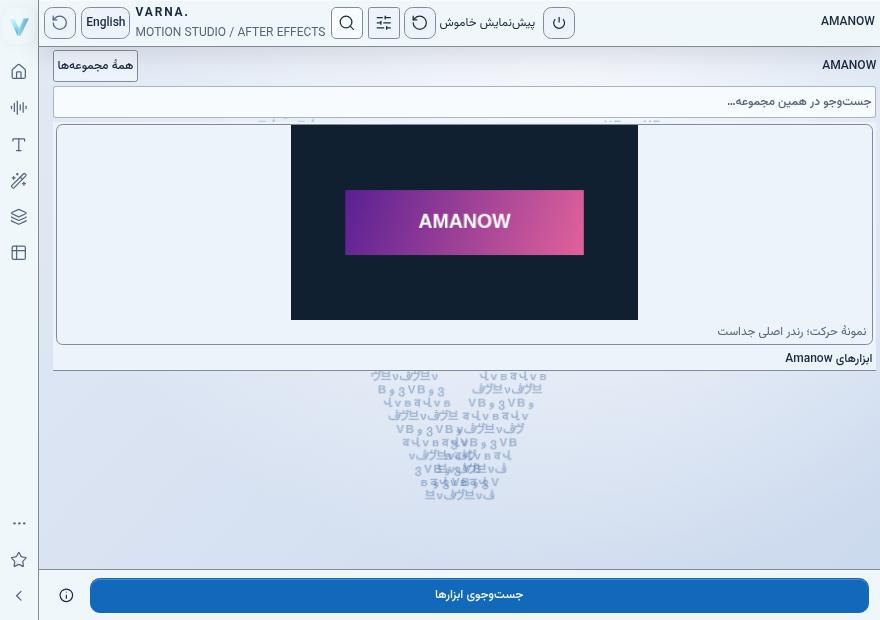 English
VARNA.
MOTION STUDIO / AFTER EFFECTS
پیش‌نمایش خاموش
AMANOW
همهٔ مجموعه‌ها
AMANOW
جست‌وجو در همین مجموعه...
AMANOW
نمونهٔ حرکت؛ رندر اصلی جداست
ابزارهای Amanow
جست‌وجوی ابزارها